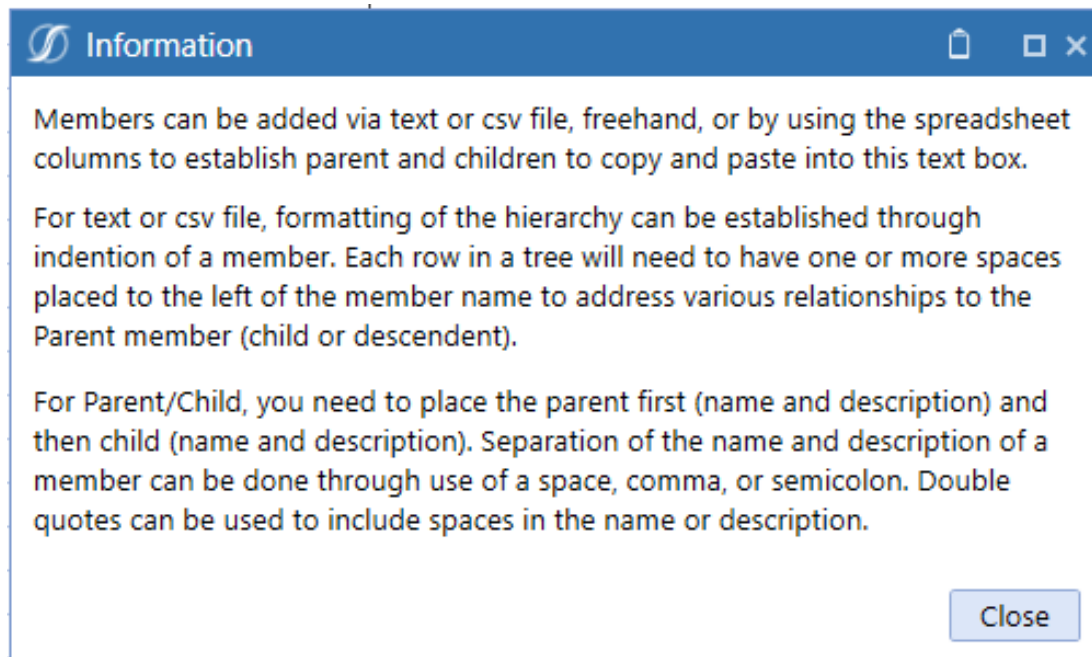 Information
Members can be added via text or csv file, freehand, or by using the spreadsheet
columns to establish parent and children to copy and paste into this text box.
For text or csv file, formatting of the hierarchy can be established through
indention of a member. Each row in a tree will need to have one or more spaces
placed to the left of the member name to address various relationships to the
Parent member (child or descendent).
For Parent/Child, you need to place the parent first (name and description) and
then child (name and description). Separation of the name and description of a
member can be done through use of a space, comma, or semicolon. Double
quotes can be used to include spaces in the name or description.
Close